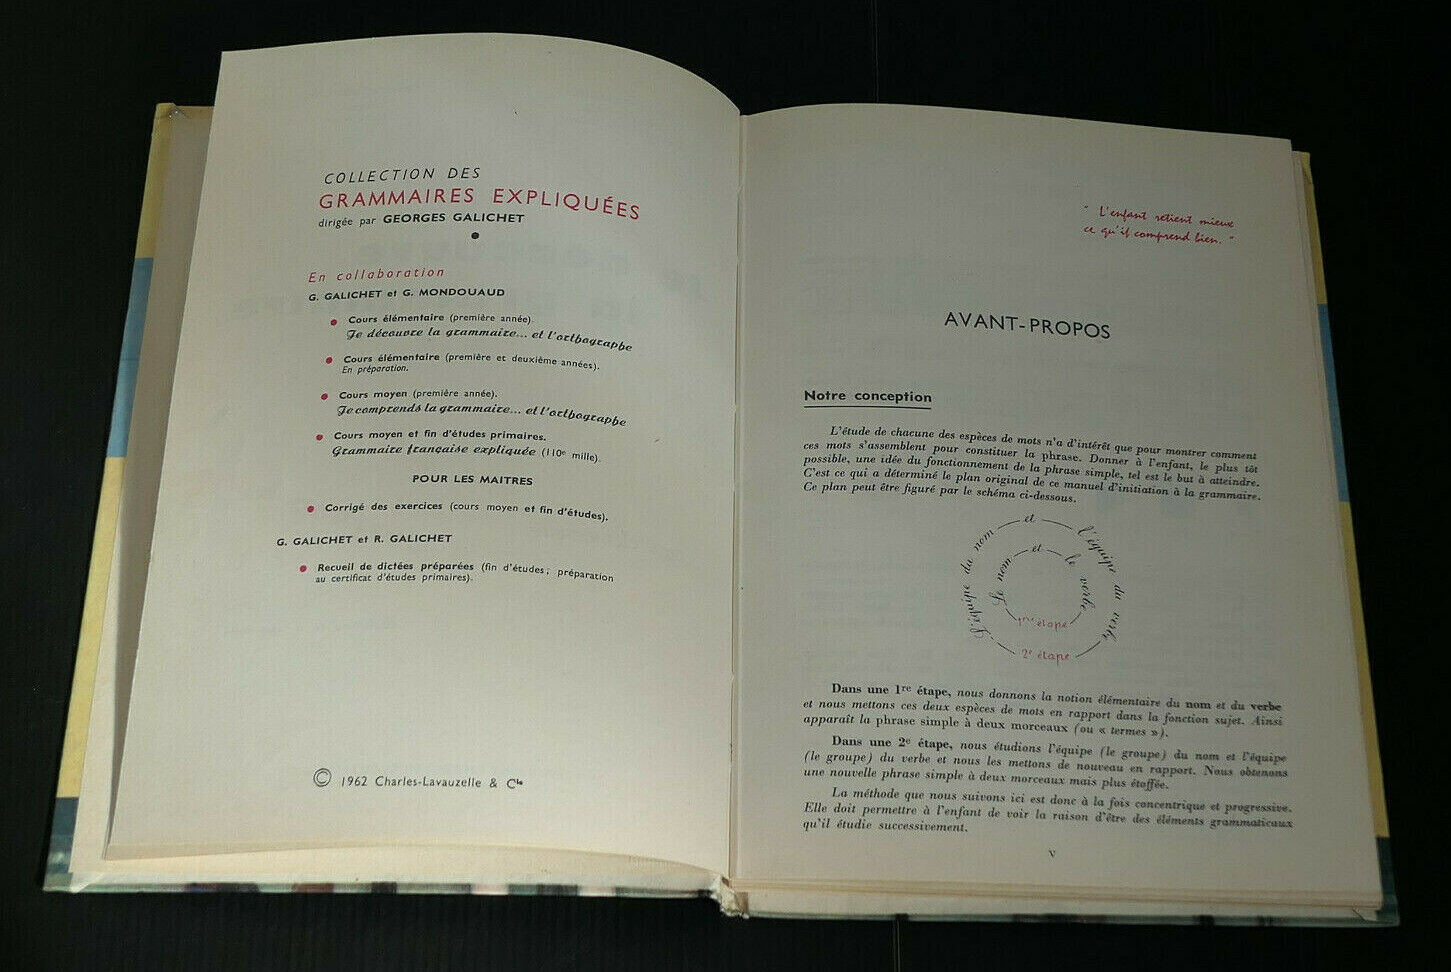 COLLECTION DES
GRAMMAIRES EXPLIQUÉES
dirigée par GEORGES GALICHET
En collaboration
G. GALICHET et G. MONDOUAUD
Cours élémentaire (première année).
Je découvre la grammaire... et l'orthographe
Cours élémentaire (première et deuxième années).
En préparation.
Cours moyen (première année).
Je comprends la grammaire... et l'orthographe
Cours moyen et fin d'études primaires.
Grammaire française expliquée (110e mille).
POUR LES MAITRES
Corrigé des exercices (cours moyen et fin d'études).
G. GALICHET et R. GALICHET
Recueil de dictées préparées (fin d'études; préparation
au certificat d'études primaires).
© 1962 Charles-Lavauzelle & Cie
" L'enfant retient mieux
ce qu'il comprend bien. "
AVANT-PROPOS
Notre conception
L'étude de chacune des espèces de mots n'a d'intérêt que pour montrer comment
ces mots s'assemblent pour constituer la phrase. Donner à l'enfant, le plus tôt
possible, une idée du fonctionnement de la phrase simple, tel est le but à atteindre.
C'est ce qui a déterminé le plan original de ce manuel d'initiation à la grammaire.
Ce plan peut être figuré par le schéma ci-dessous.
L'équipe du nom — et — l'équipe du verbe
Le nom — et — le verbe
1re étape
2e étape
Dans une 1re étape, nous donnons la notion élémentaire du nom et du verbe
et nous mettons ces deux espèces de mots en rapport dans la fonction sujet. Ainsi
apparaît la phrase simple à deux morceaux (ou « termes »).
Dans une 2e étape, nous étudions l'équipe (le groupe) du nom et l'équipe
(le groupe) du verbe et nous les mettons de nouveau en rapport. Nous obtenons
une nouvelle phrase simple à deux morceaux mais plus étoffée.
La méthode que nous suivons ici est donc à la fois concentrique et progressive.
Elle doit permettre à l'enfant de voir la raison d'être des éléments grammaticaux
qu'il étudie successivement.
V